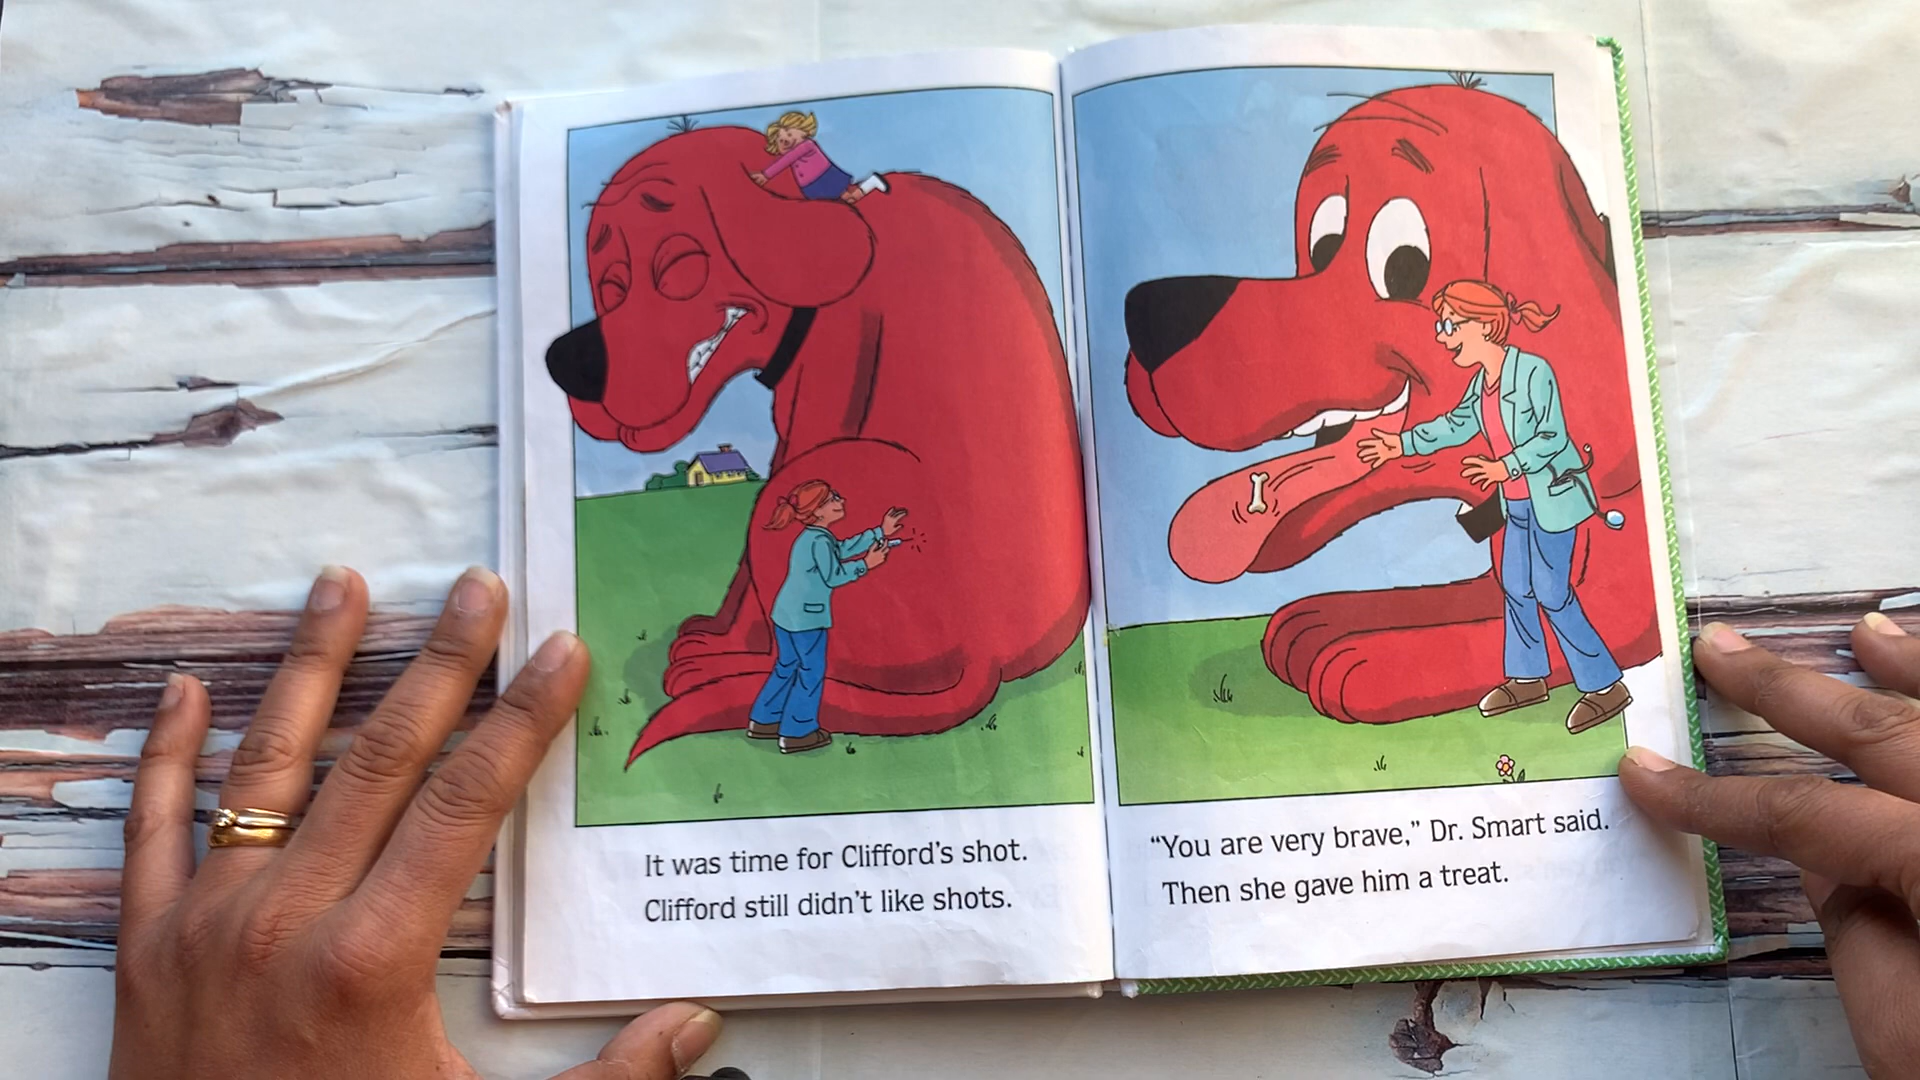 It was time for Clifford's shot.
Clifford still didn't like shots.
“You are very brave,” Dr. Smart said.
Then she gave him a treat.